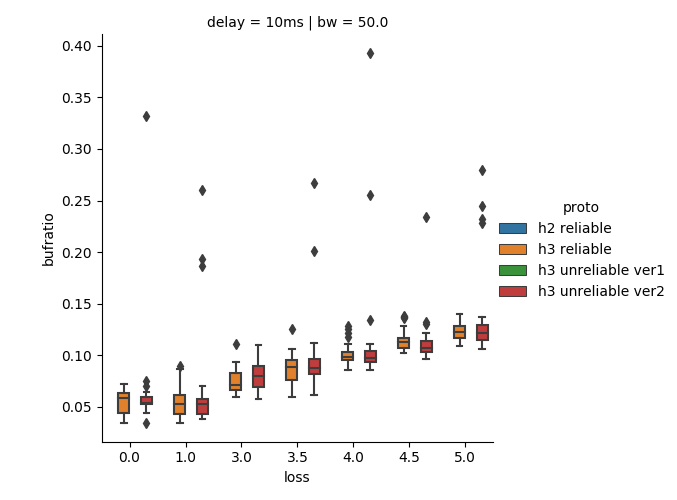 delay = 10ms | bw = 50.0
0.40
0.35
0.30
0.25
0.20
0.15
0.10
0.05
bufratio
0.0 1.0 3.0 3.5 4.0 4.5 5.0
loss
proto
h2 reliable
h3 reliable
h3 unreliable ver1
h3 unreliable ver2